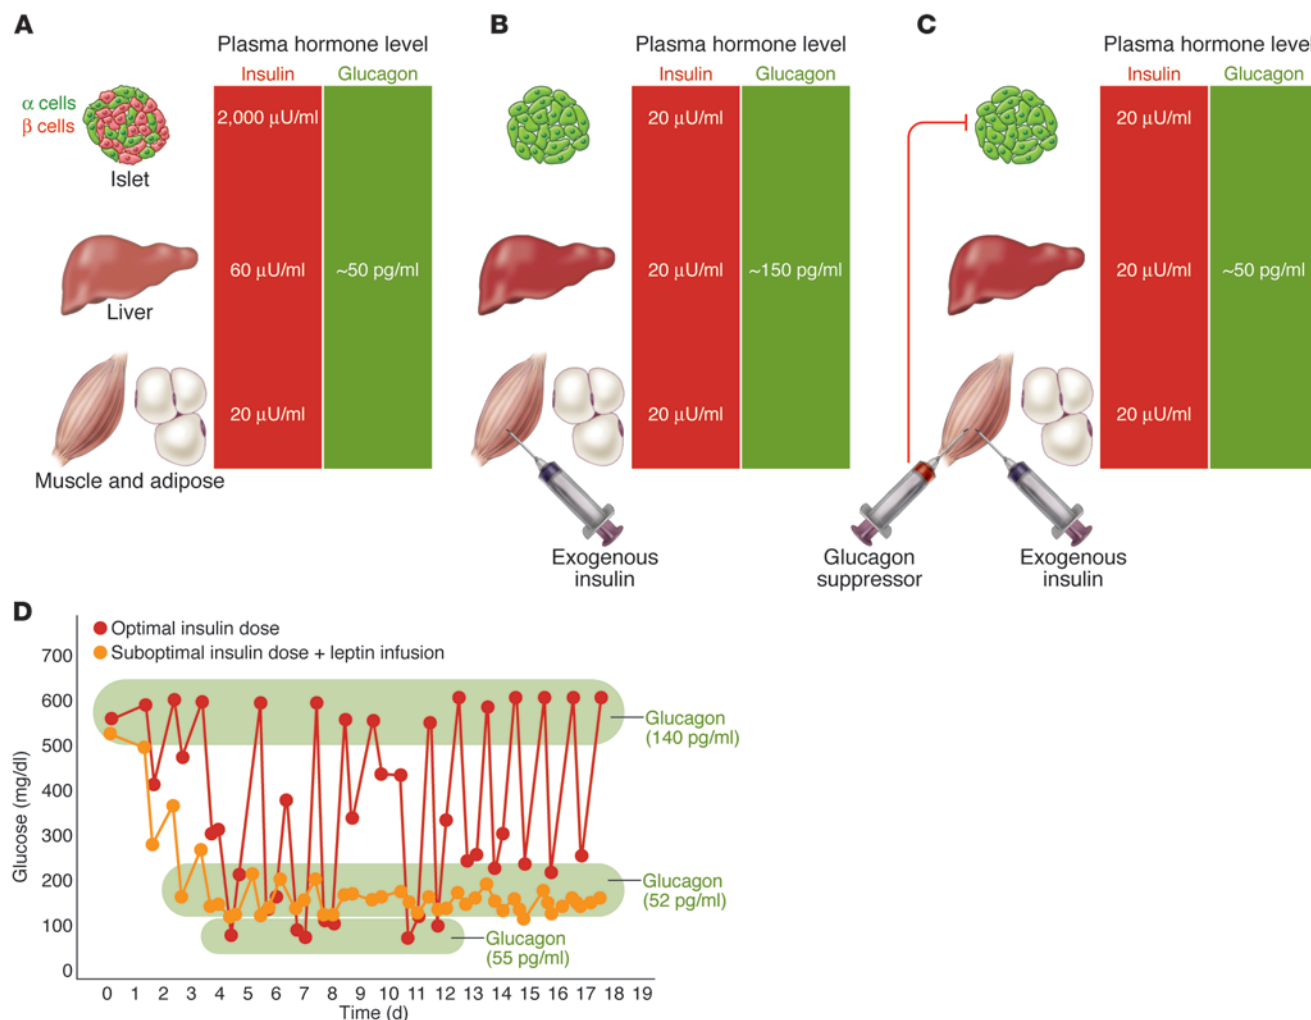 A
Plasma hormone level
Insulin
Glucagon
α cells
β cells
2,000 µU/ml
Islet
60 µU/ml
~50 pg/ml
Liver
20 µU/ml
Muscle and adipose
B
Plasma hormone level
Insulin
Glucagon
20 µU/ml
20 µU/ml
~150 pg/ml
20 µU/ml
Exogenous
insulin
C
Plasma hormone level
Insulin
Glucagon
20 µU/ml
20 µU/ml
~50 pg/ml
20 µU/ml
Glucagon
suppressor
Exogenous
insulin
D
Optimal insulin dose
Suboptimal insulin dose + leptin infusion
Glucose (mg/dl)
700
600
500
400
300
200
100
0
Glucagon
(140 pg/ml)
Glucagon
(52 pg/ml)
Glucagon
(55 pg/ml)
0 1 2 3 4 5 6 7 8 9 10 11 12 13 14 15 16 17 18 19
Time (d)